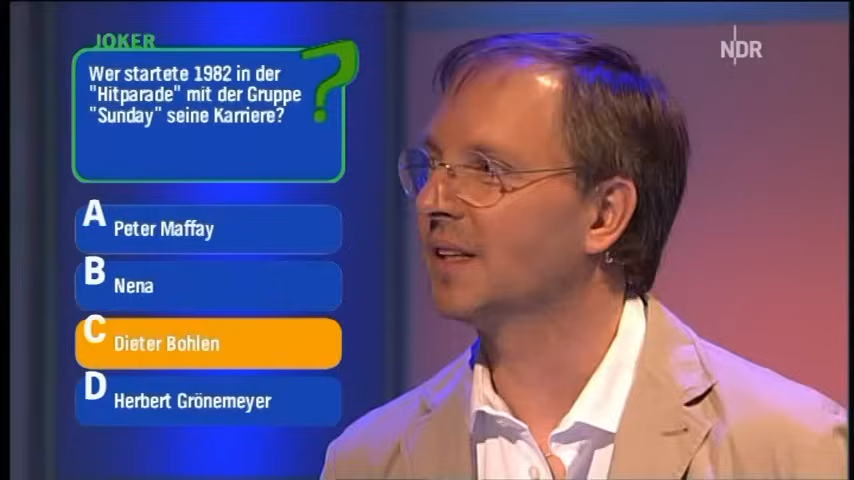 JOKER
Wer startete 1982 in der
"Hitparade" mit der Gruppe
"Sunday" seine Karriere?
?
NDR
A Peter Maffay
B Nena
C Dieter Bohlen
D Herbert Grönemeyer